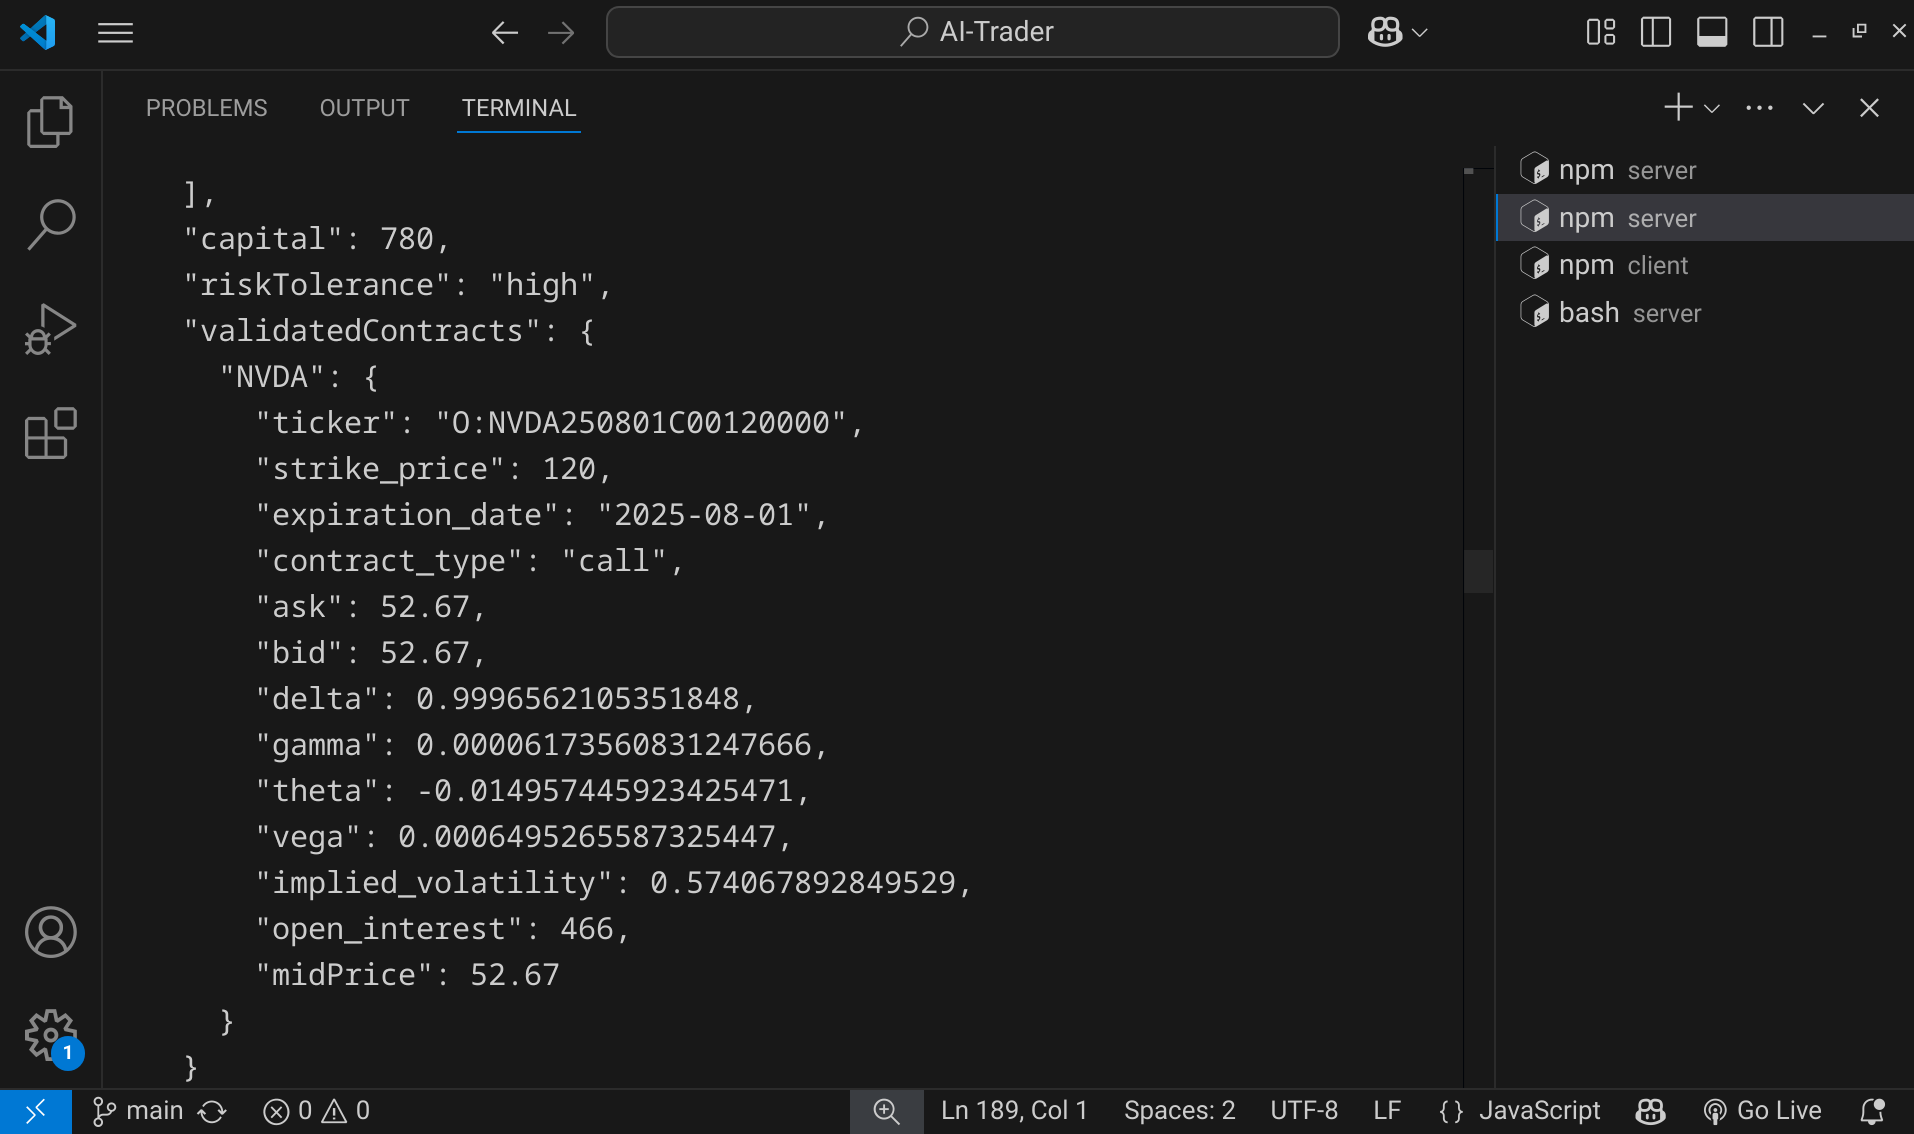 AI-Trader
PROBLEMS OUTPUT TERMINAL
],
"capital": 780,
"riskTolerance": "high",
"validatedContracts": {
"NVDA": {
"ticker": "O:NVDA250801C00120000",
"strike_price": 120,
"expiration_date": "2025-08-01",
"contract_type": "call",
"ask": 52.67,
"bid": 52.67,
"delta": 0.9996562105351848,
"gamma": 0.00006173560831247666,
"theta": -0.014957445923425471,
"vega": 0.0006495265587325447,
"implied_volatility": 0.574067892849529,
"open_interest": 466,
"midPrice": 52.67
}
}
npm server
npm server
npm client
bash server
1
main 0 0 Ln 189, Col 1 Spaces: 2 UTF-8 LF {} JavaScript Go Live